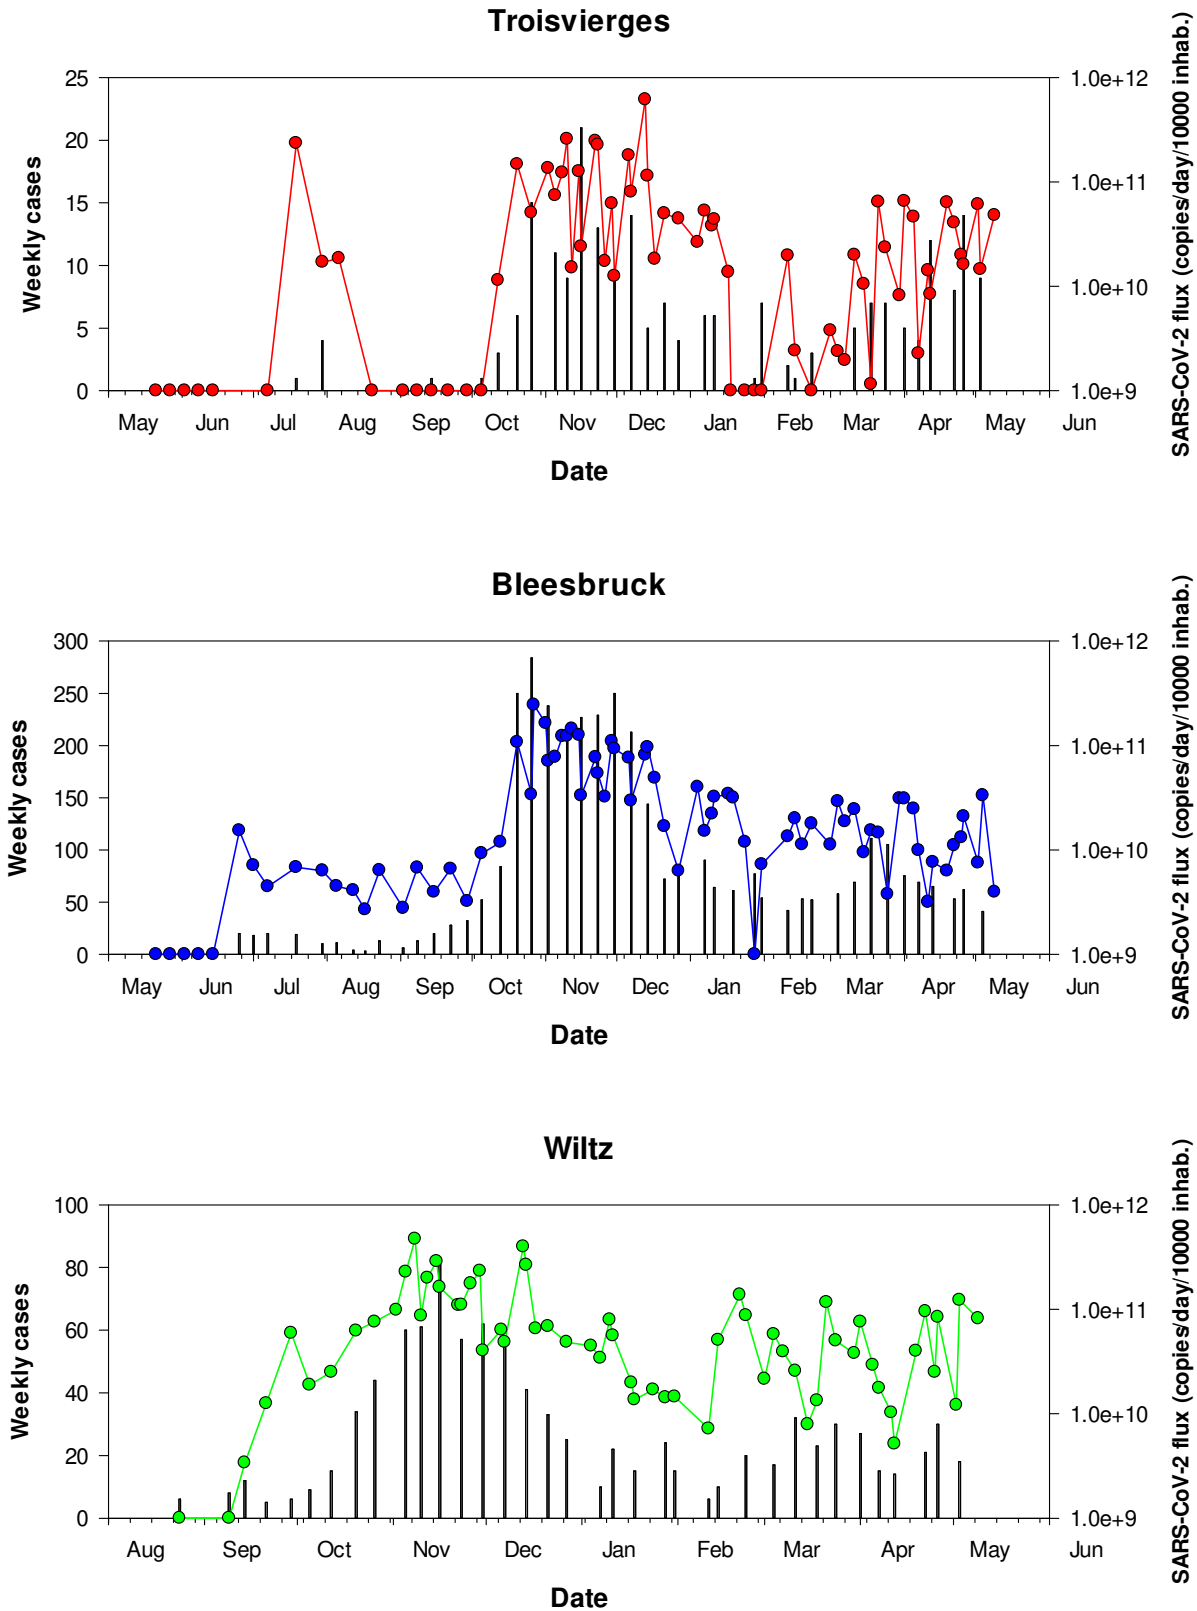 Troisvierges
Weekly cases
25
20
15
10
5
0
1.0e+12
1.0e+11
1.0e+10
1.0e+9
SARS-CoV-2 flux (copies/day/10000 inhab.)
May Jun Jul Aug Sep Oct Nov Dec Jan Feb Mar Apr May Jun
Date
Bleesbruck
Weekly cases
300
250
200
150
100
50
0
1.0e+12
1.0e+11
1.0e+10
1.0e+9
SARS-CoV-2 flux (copies/day/10000 inhab.)
May Jun Jul Aug Sep Oct Nov Dec Jan Feb Mar Apr May Jun
Date
Wiltz
Weekly cases
100
80
60
40
20
0
1.0e+12
1.0e+11
1.0e+10
1.0e+9
SARS-CoV-2 flux (copies/day/10000 inhab.)
Aug Sep Oct Nov Dec Jan Feb Mar Apr May Jun
Date